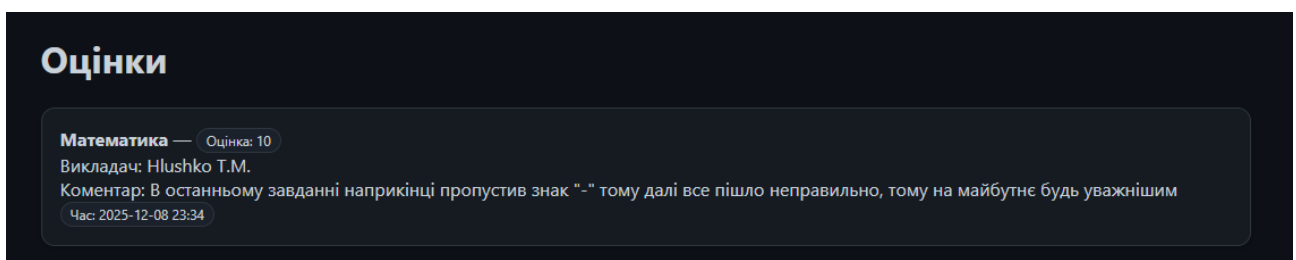 Оцінки
Математика — Оцінка: 10
Викладач: Hlushko T.M.
Коментар: В останньому завданні наприкінці пропустив знак "-" тому далі все пішло неправильно, тому на майбутнє будь уважнішим
Час: 2025-12-08 23:34